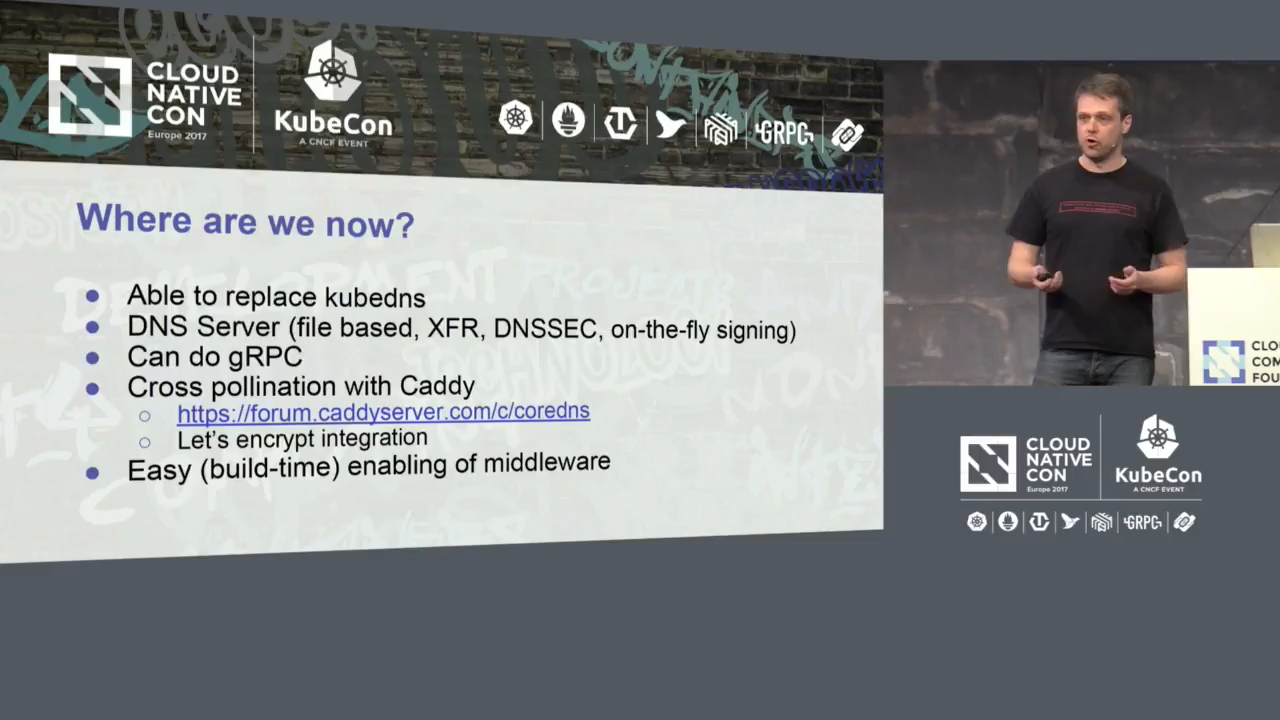 CLOUD
NATIVE
CON
Europe 2017
KubeCon
A CNCF EVENT
GRPC
Where are we now?
Able to replace kubedns
DNS Server (file based, XFR, DNSSEC, on-the-fly signing)
Can do gRPC
Cross pollination with Caddy
https://forum.caddyserver.com/c/coredns
Let's encrypt integration
Easy (build-time) enabling of middleware
CLOU
COM
FOU
CLOUD
NATIVE
CON
Europe 2017
KubeCon
A CNCF EVENT
GRPC